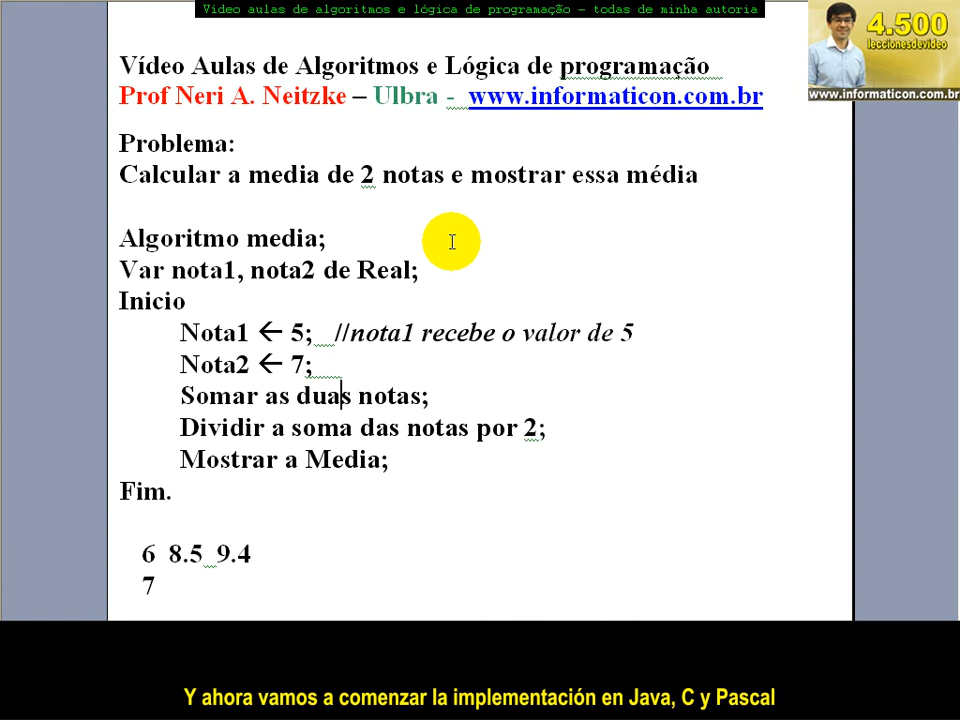 Vídeo aulas de algoritmos e lógica de programação - todas de minha autoria
4.500
leccionesdevideo
www.informaticon.com.br
Vídeo Aulas de Algoritmos e Lógica de programação
Prof Neri A. Neitzke – Ulbra - www.informaticon.com.br
Problema:
Calcular a media de 2 notas e mostrar essa média
Algoritmo media;
Var nota1, nota2 de Real;
Inicio
Nota1 ← 5; //nota1 recebe o valor de 5
Nota2 ← 7;
Somar as duas notas;
Dividir a soma das notas por 2;
Mostrar a Media;
Fim.
6 8.5 9.4
7
Y ahora vamos a comenzar la implementación en Java, C y Pascal